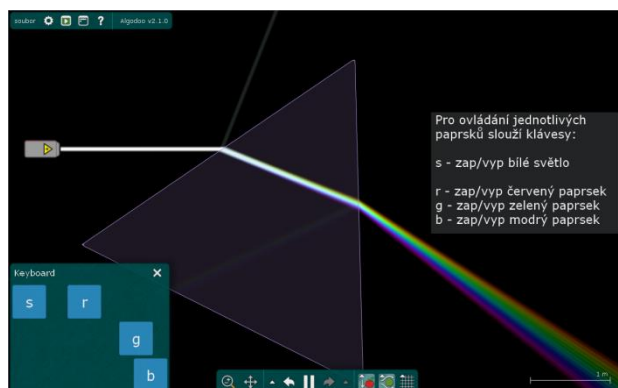 soubor ? Algodoo v2.1.0
Pro ovládání jednotlivých
paprsků slouží klávesy:
s - zap/vyp bílé světlo
r - zap/vyp červený paprsek
g - zap/vyp zelený paprsek
b - zap/vyp modrý paprsek
Keyboard
s r
g
b
1 m